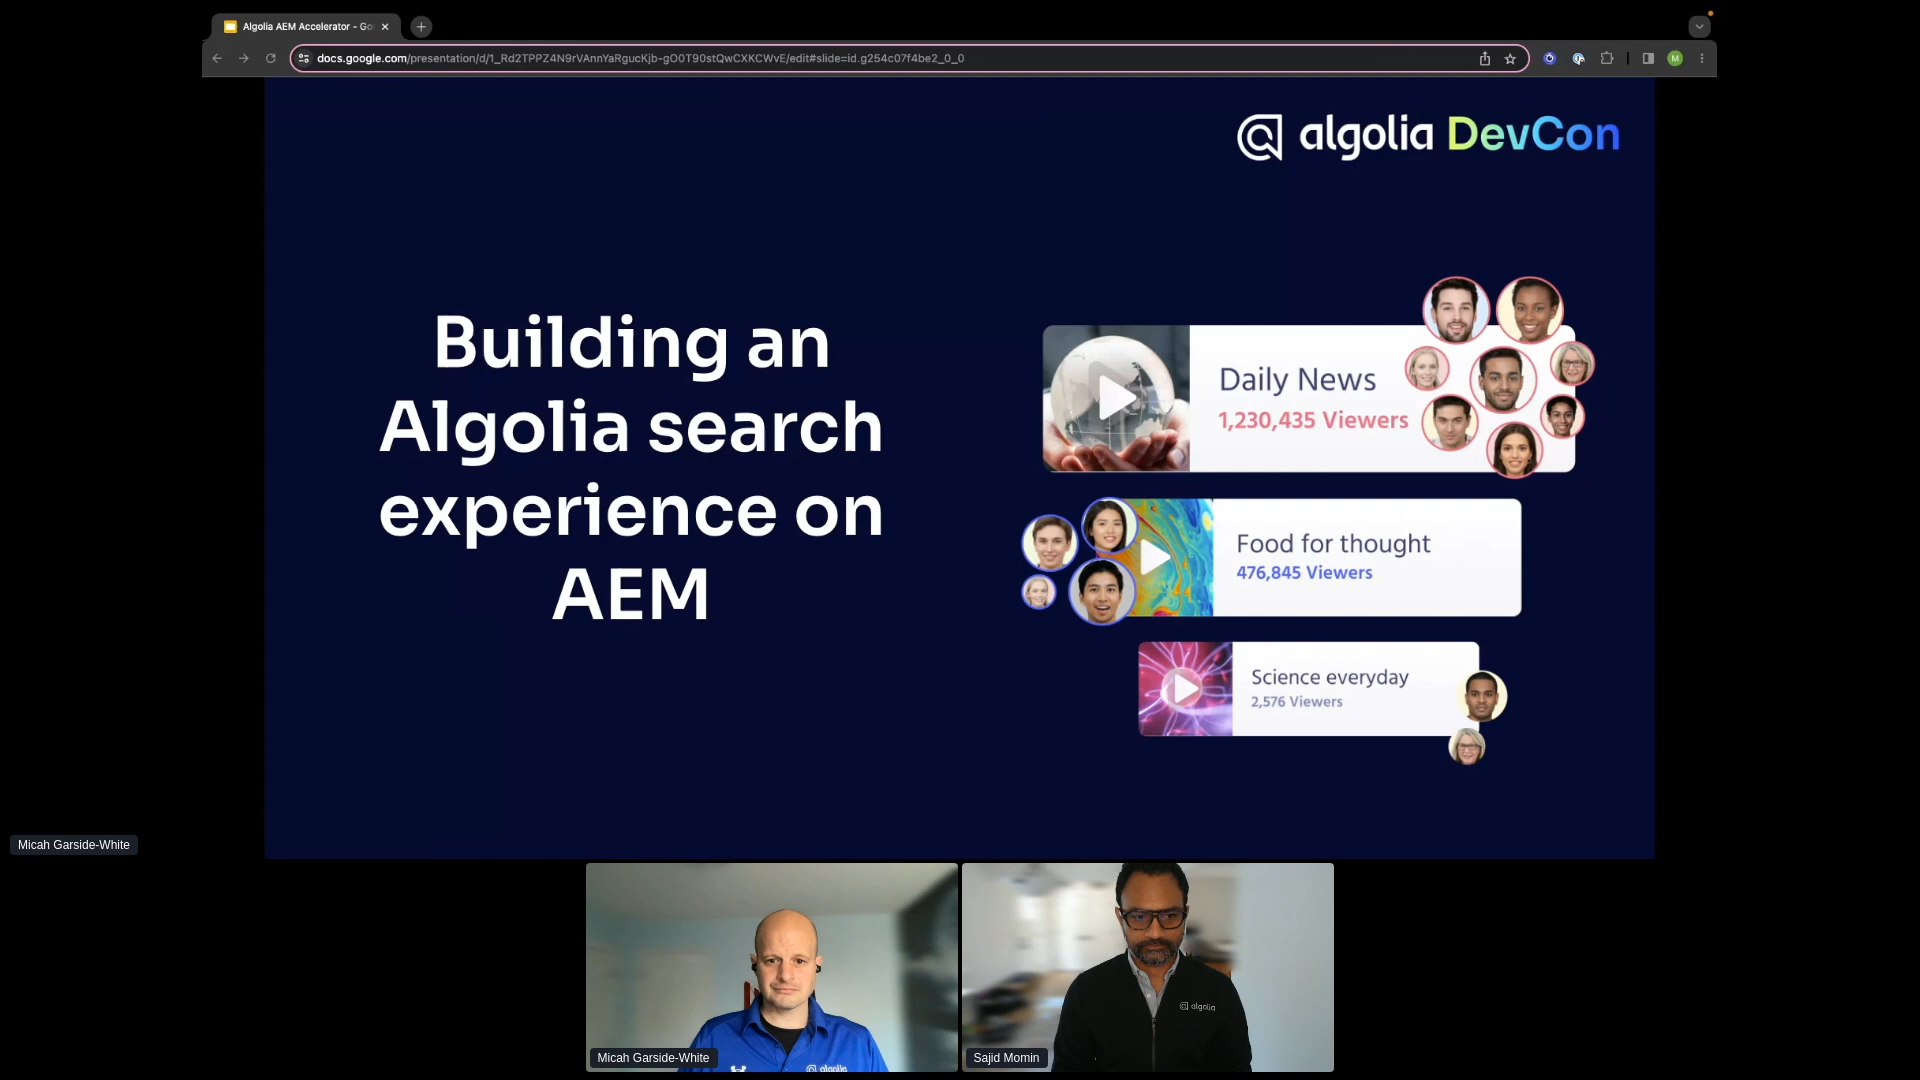 Algolia AEM Accelerator - Go
docs.google.com/presentation/d/1_Rd2TPPZ4N9rVAnnYaRgucKjb-gO0T90stQwCXKCWvE/edit#slide=id.g254c07f4be2_0_0
M
algolia DevCon
Building an
Algolia search
experience on
AEM
Daily News
1,230,435 Viewers
Food for thought
476,845 Viewers
Science everyday
2,576 Viewers
Micah Garside-White
algolia
algolia
Micah Garside-White
Sajid Momin